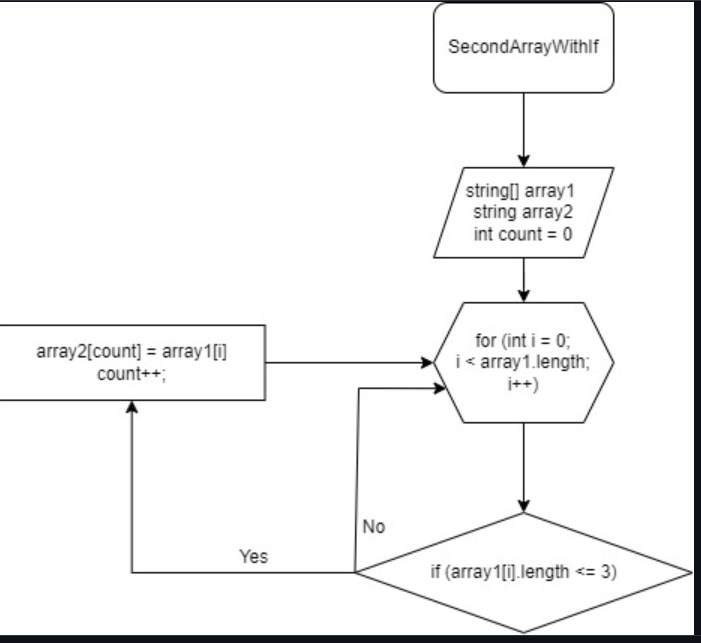 SecondArrayWithIf
string[] array1
string array2
int count = 0
for (int i = 0;
i < array1.length;
i++)
array2[count] = array1[i]
count++;
No
Yes
if (array1[i].length <= 3)